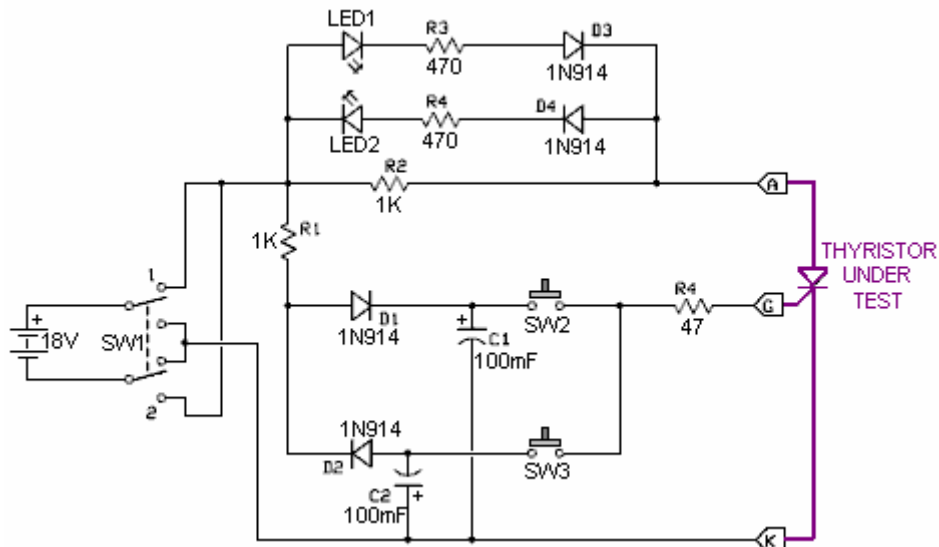 LED1
R3
470
D3
1N914
LED2
R4
470
D4
1N914
R2
1K
A
1K
R1
THYRISTOR
UNDER
TEST
1
+
18V
SW1
2
1N914
D1
+
C1
100mF
SW2
R4
47
G
1N914
D2
C2
+
100mF
SW3
K